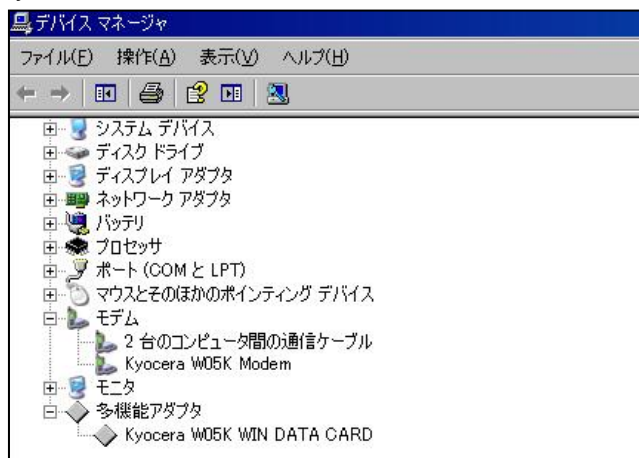 デバイス マネージャ
ファイル(F) 操作(A) 表示(V) ヘルプ(H)
システム デバイス
ディスク ドライブ
ディスプレイ アダプタ
ネットワーク アダプタ
バッテリ
プロセッサ
ポート (COM と LPT)
マウスとそのほかのポインティング デバイス
モデム
2 台のコンピュータ間の通信ケーブル
Kyocera W05K Modem
モニタ
多機能アダプタ
Kyocera W05K WIN DATA CARD